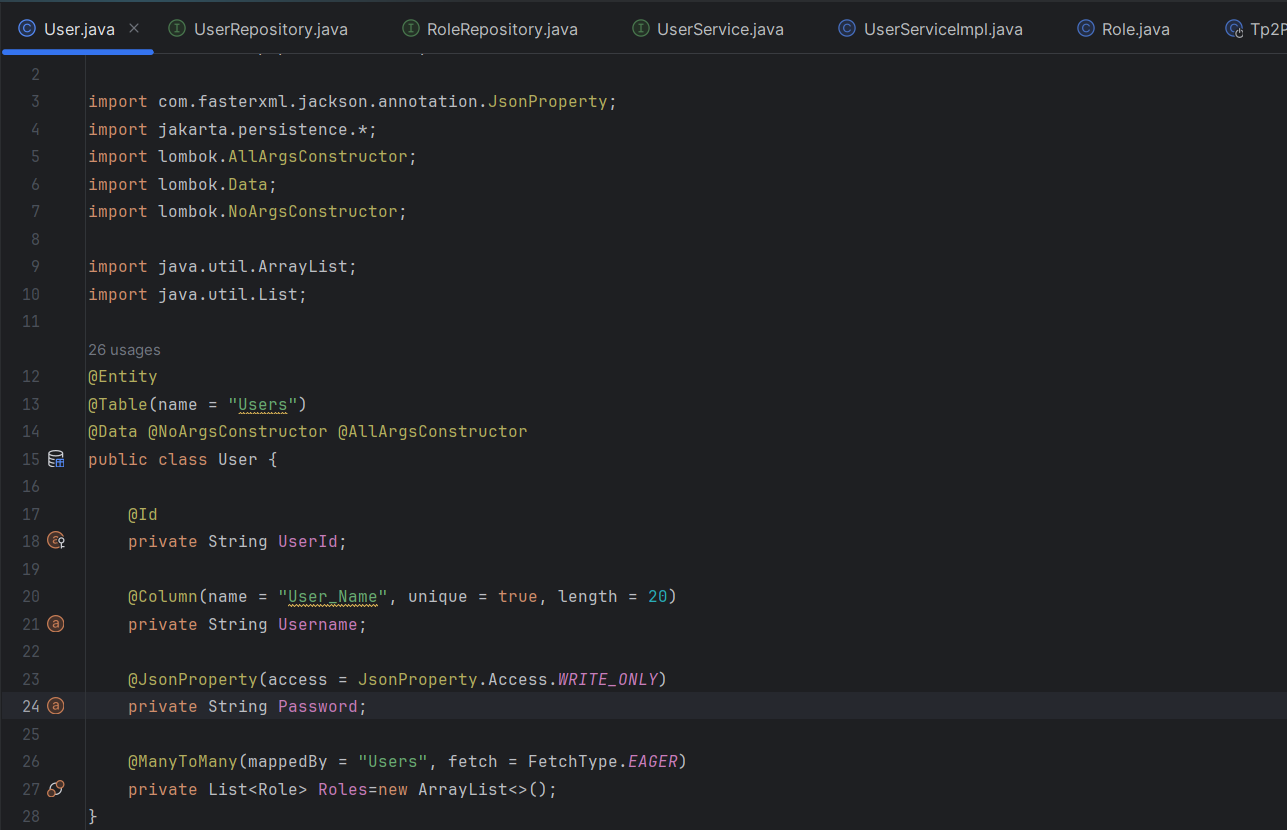 User.java × UserRepository.java RoleRepository.java UserService.java UserServiceImpl.java Role.java Tp2P
2
3 import com.fasterxml.jackson.annotation.JsonProperty;
4 import jakarta.persistence.*;
5 import lombok.AllArgsConstructor;
6 import lombok.Data;
7 import lombok.NoArgsConstructor;
8
9 import java.util.ArrayList;
10 import java.util.List;
11
26 usages
12 @Entity
13 @Table(name = "Users")
14 @Data @NoArgsConstructor @AllArgsConstructor
15 public class User {
16
17 @Id
18 private String UserId;
19
20 @Column(name = "User_Name", unique = true, length = 20)
21 private String Username;
22
23 @JsonProperty(access = JsonProperty.Access.WRITE_ONLY)
24 private String Password;
25
26 @ManyToMany(mappedBy = "Users", fetch = FetchType.EAGER)
27 private List<Role> Roles=new ArrayList<>();
28 }